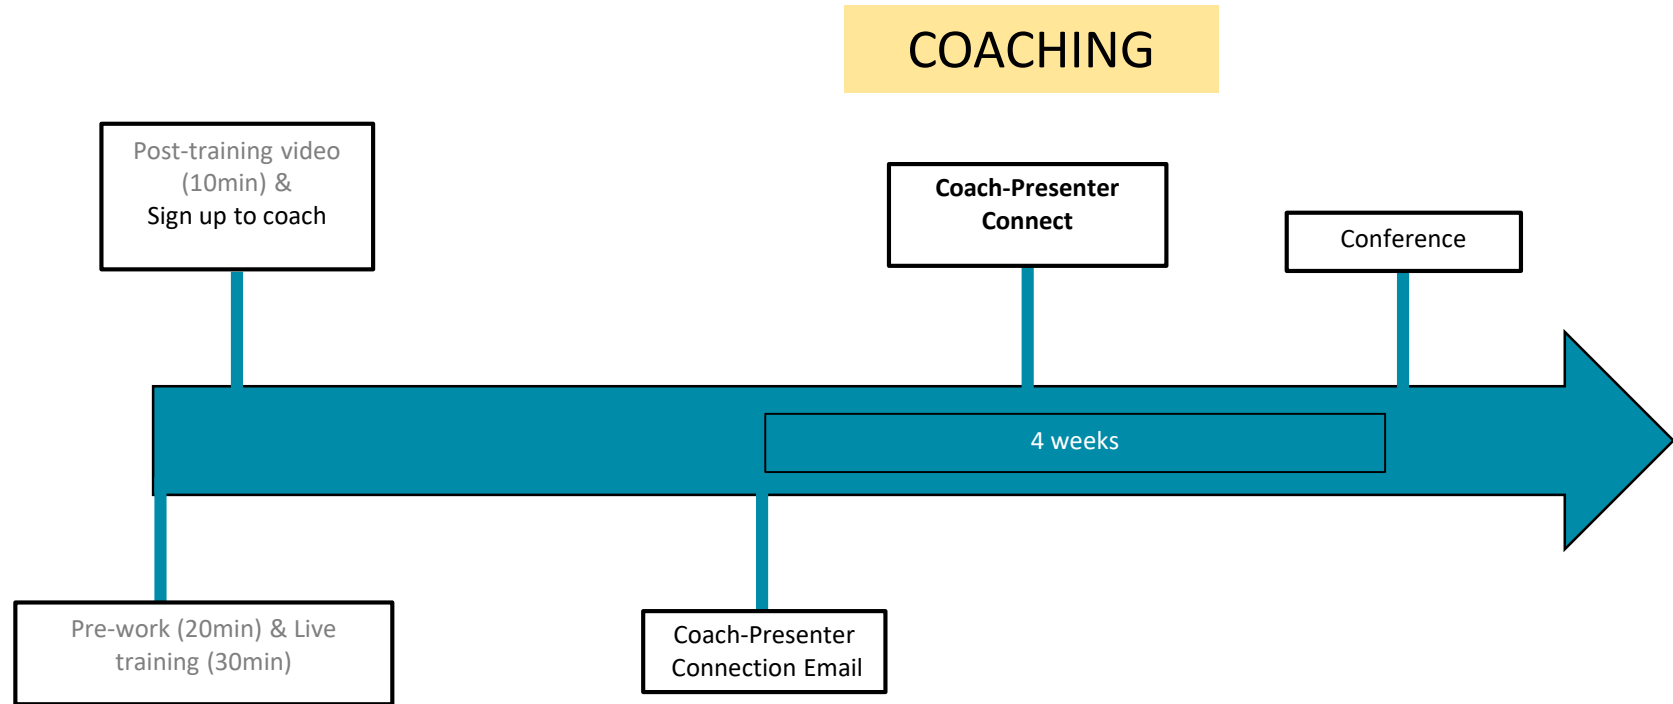 COACHING
Post-training video
(10min) &
Sign up to coach
Coach-Presenter
Connect
Conference
4 weeks
Pre-work (20min) & Live
training (30min)
Coach-Presenter
Connection Email